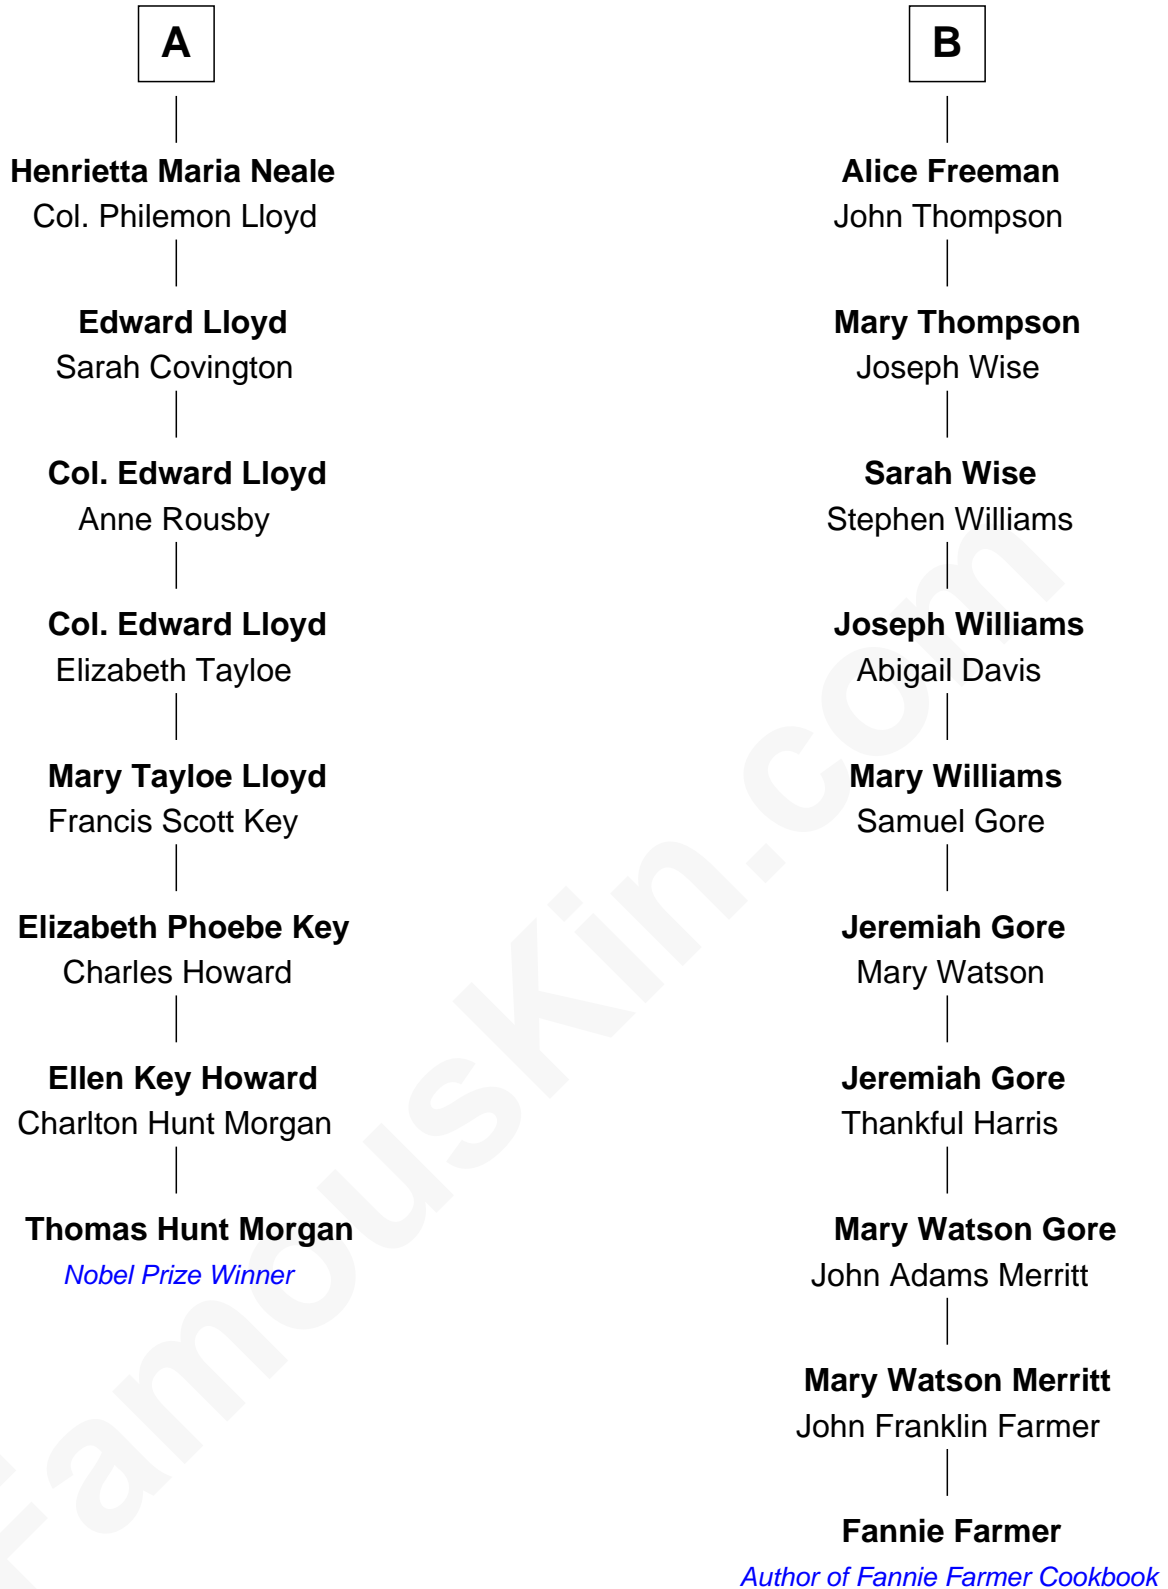 A
Henrietta Maria Neale
Col. Philemon Lloyd
Edward Lloyd
Sarah Covington
Col. Edward Lloyd
Anne Rousby
Col. Edward Lloyd
Elizabeth Tayloe
Mary Tayloe Lloyd
Francis Scott Key
Elizabeth Phoebe Key
Charles Howard
Ellen Key Howard
Charlton Hunt Morgan
Thomas Hunt Morgan
Nobel Prize Winner
B
Alice Freeman
John Thompson
Mary Thompson
Joseph Wise
Sarah Wise
Stephen Williams
Joseph Williams
Abigail Davis
Mary Williams
Samuel Gore
Jeremiah Gore
Mary Watson
Jeremiah Gore
Thankful Harris
Mary Watson Gore
John Adams Merritt
Mary Watson Merritt
John Franklin Farmer
Fannie Farmer
Author of Fannie Farmer Cookbook
FamousKin.com